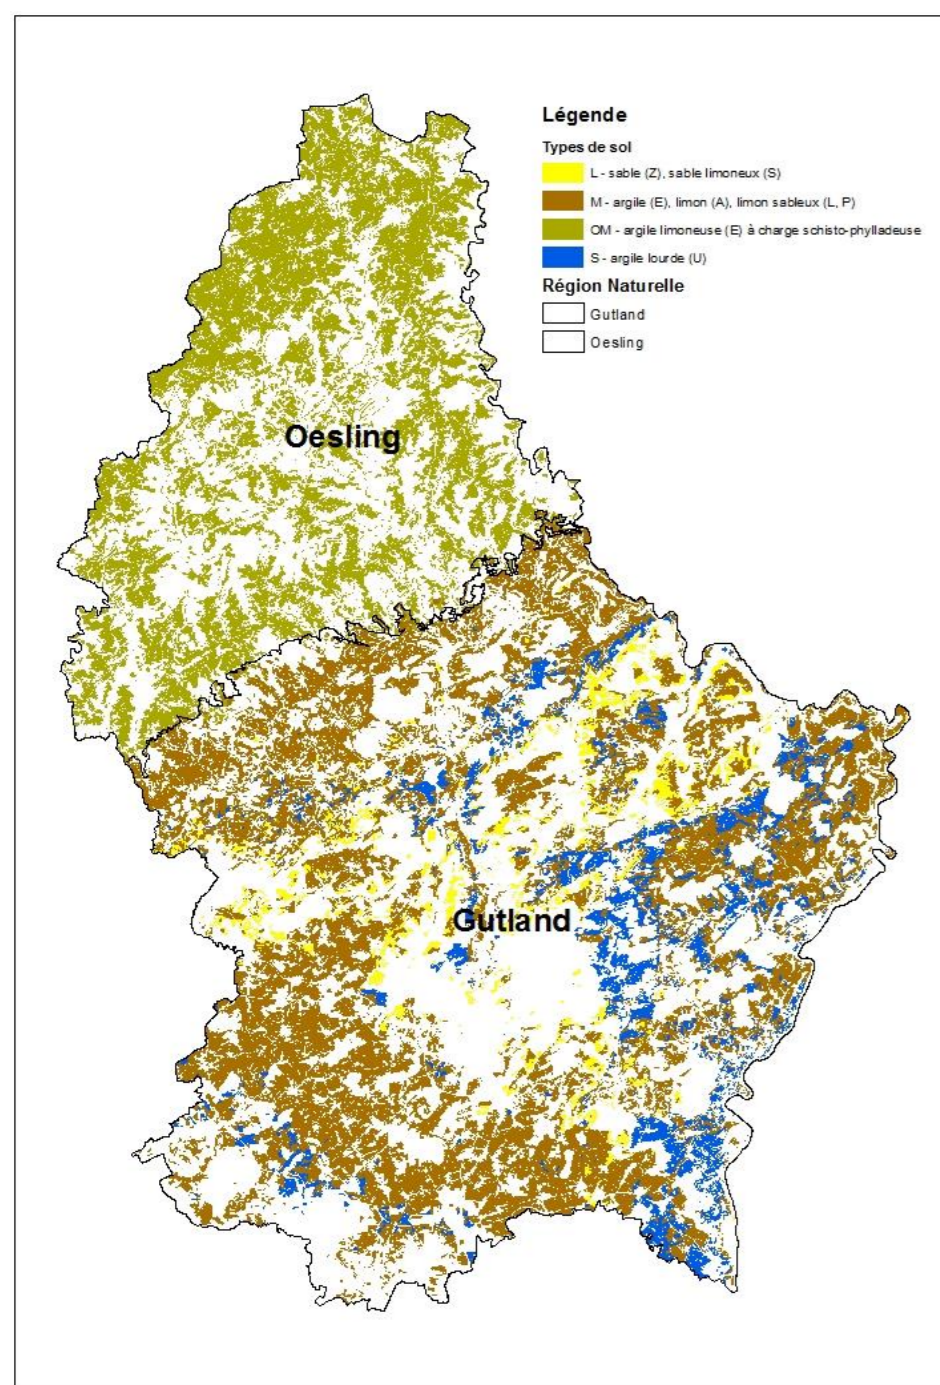 Légende
Types de sol
L - sable (Z), sable limoneux (S)
M - argile (E), limon (A), limon sableux (L, P)
OM - argile limoneuse (E) à charge schisto-phylladeuse
S - argile lourde (U)
Région Naturelle
Gutland
Oesling
Oesling
Gutland